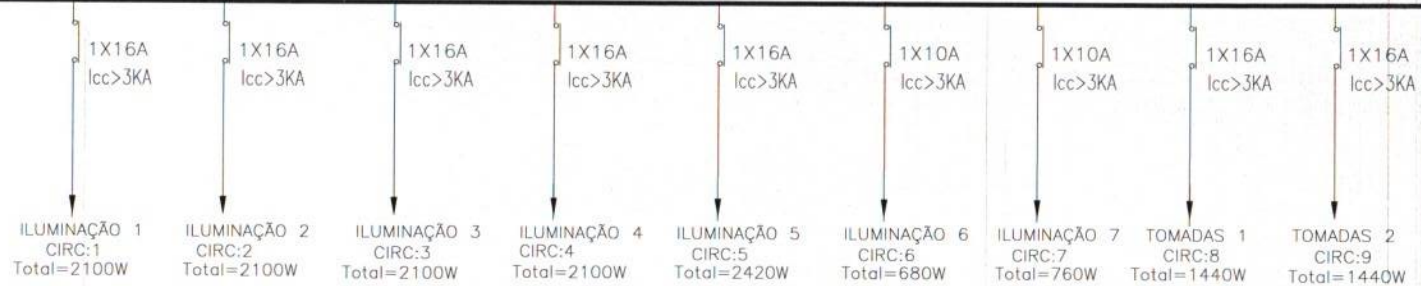 1X16A
Icc>3KA
1X16A
Icc>3KA
1X16A
Icc>3KA
1X16A
Icc>3KA
1X16A
Icc>3KA
1X10A
Icc>3KA
1X10A
Icc>3KA
1X16A
Icc>3KA
1X16A
Icc>3KA
ILUMINAÇÃO 1
CIRC:1
Total=2100W
ILUMINAÇÃO 2
CIRC:2
Total=2100W
ILUMINAÇÃO 3
CIRC:3
Total=2100W
ILUMINAÇÃO 4
CIRC:4
Total=2100W
ILUMINAÇÃO 5
CIRC:5
Total=2420W
ILUMINAÇÃO 6
CIRC:6
Total=680W
ILUMINAÇÃO 7
CIRC:7
Total=760W
TOMADAS 1
CIRC:8
Total=1440W
TOMADAS 2
CIRC:9
Total=1440W